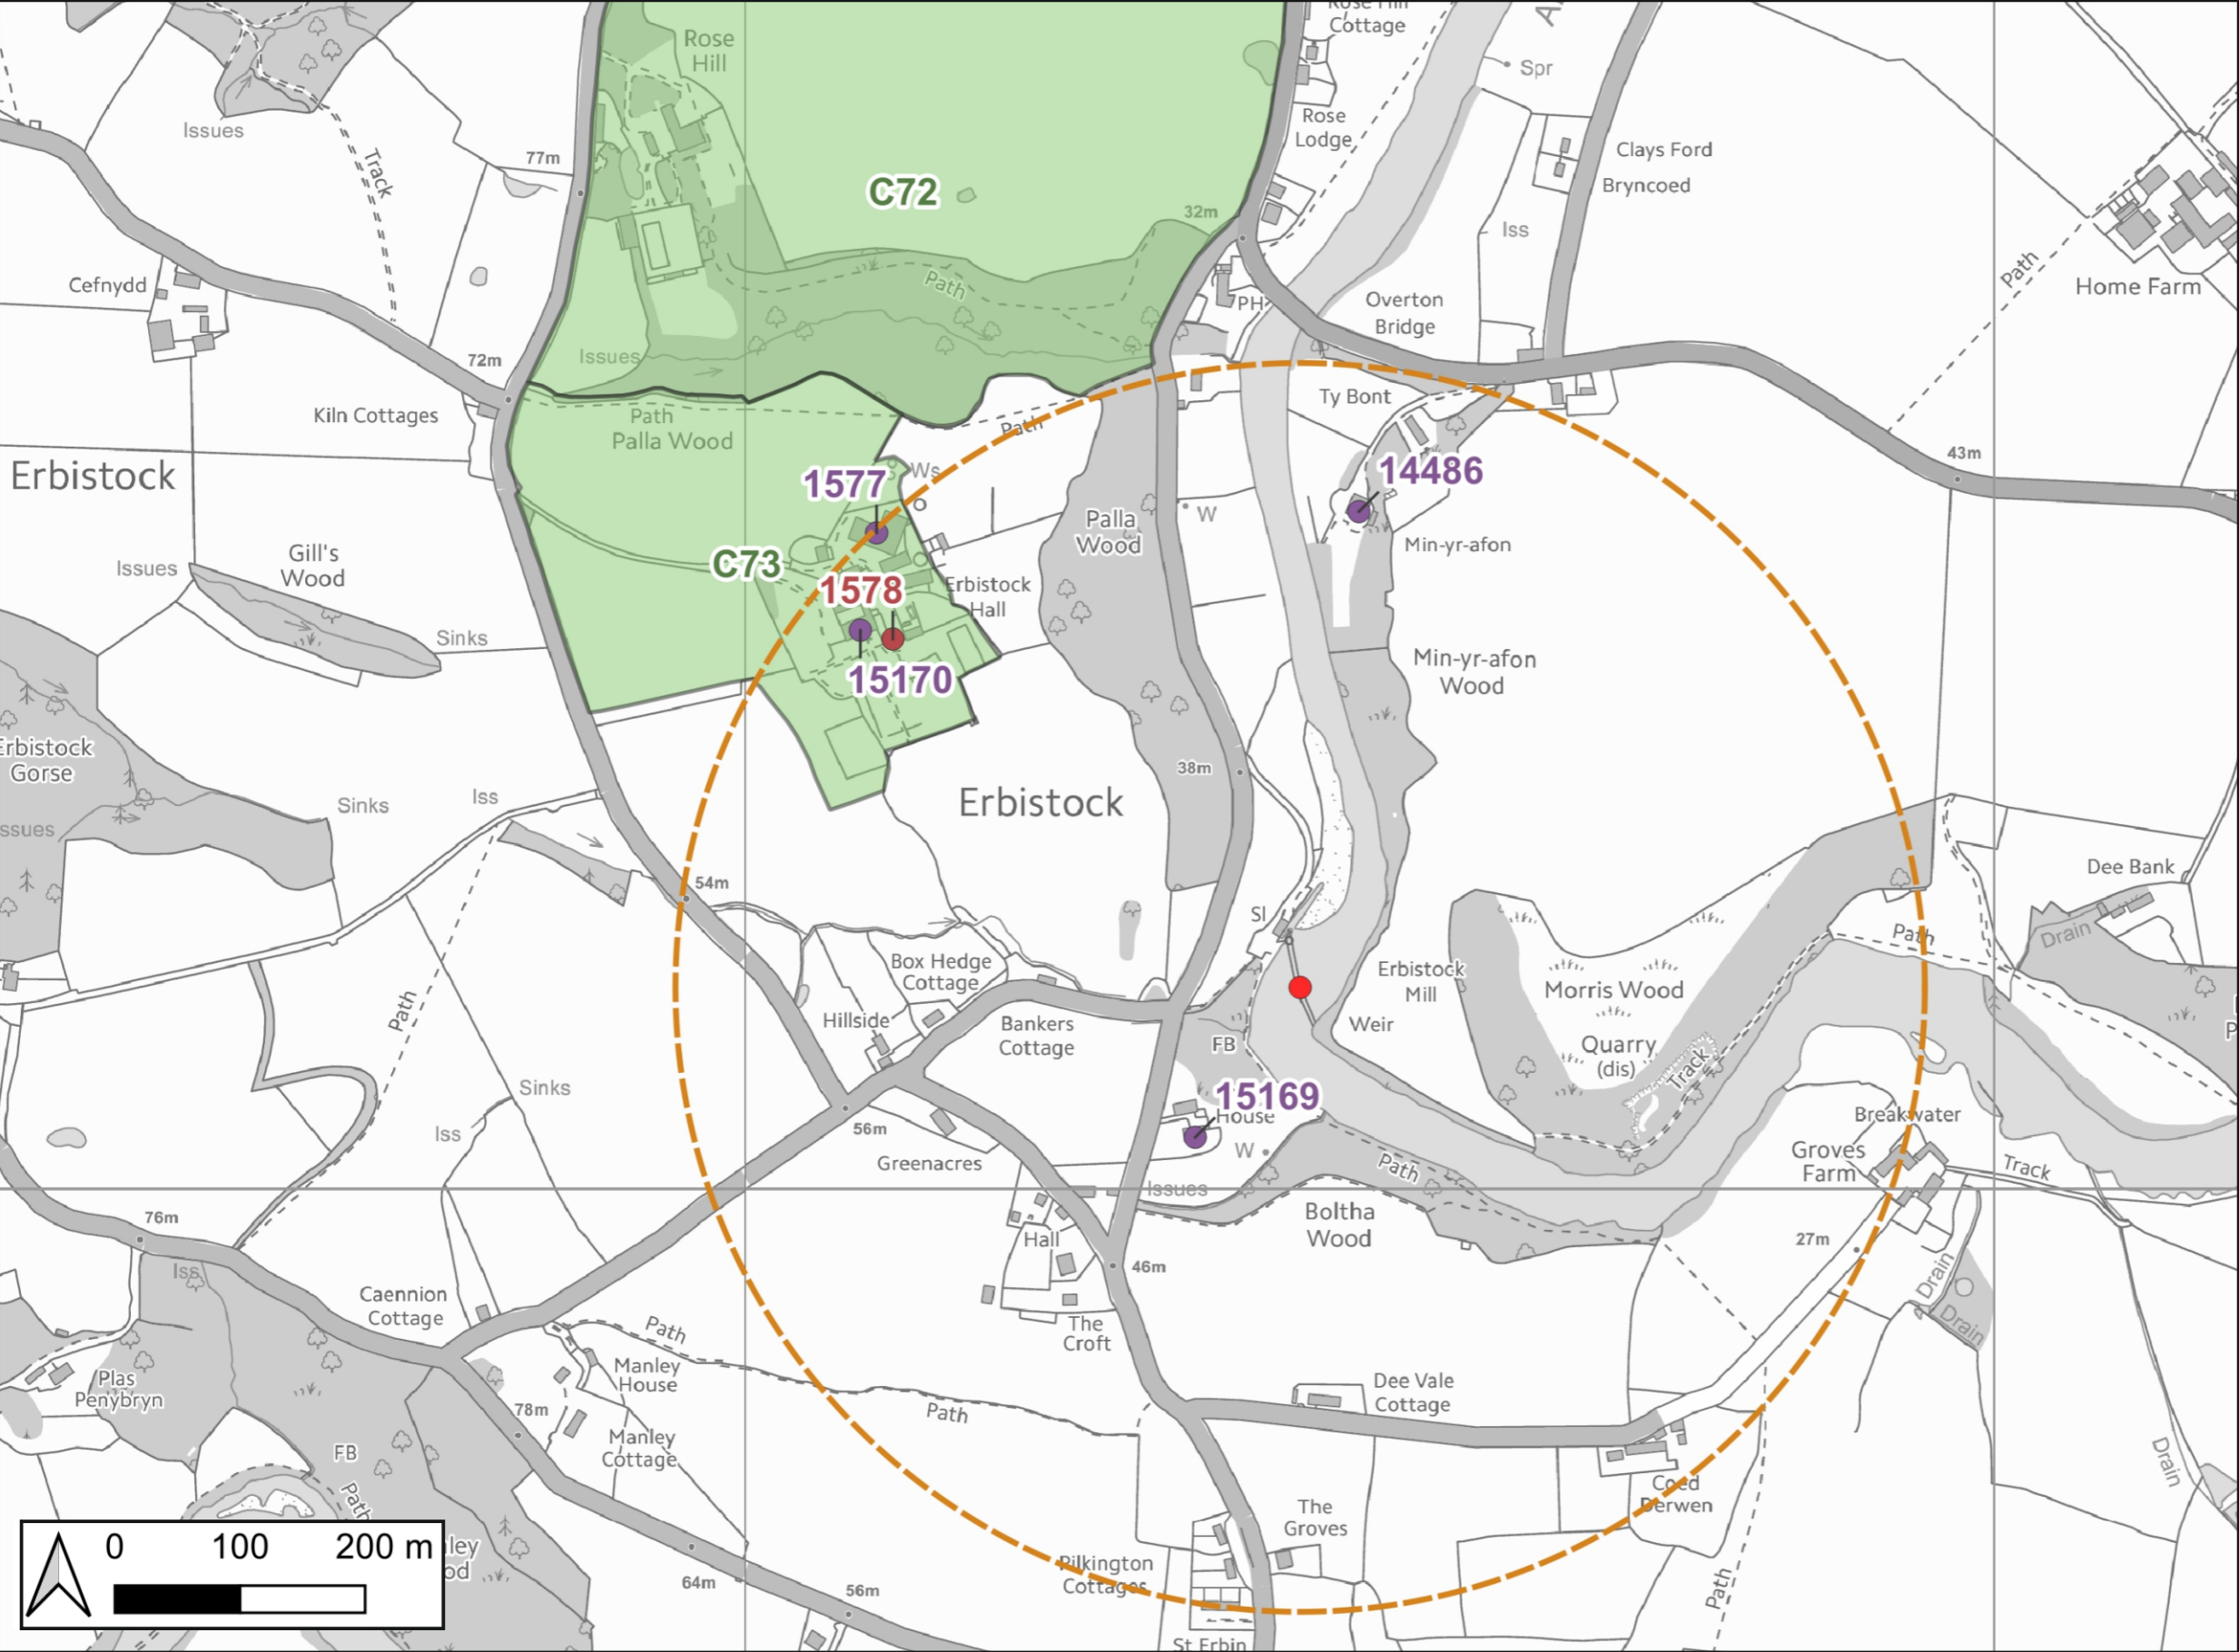 Rose Hill
Cottage
A
Rose
Hill
Spr
Issues
Rose
Lodge
Clays Ford
Bryncoed
77m
Track
C72
32m
Iss
Path
Cefnydd
Path
PH
Overton
Bridge
Home Farm
Issues
72m
Ty Bont
Kiln Cottages
Path
Palla Wood
Path
43m
Erbistock
1577
Ws
14486
Palla
Wood
W
Min-yr-afon
Gill's
Wood
Issues
C73
1578
Erbistock
Hall
Sinks
15170
Min-yr-afon
Wood
Erbistock
Gorse
38m
Sinks
Iss
Erbistock
ssues
54m
Dee Bank
SI
Drain
Path
Box Hedge
Cottage
Erbistock
Mill
Morris Wood
Path
Hillside
Bankers
Cottage
Weir
FB
Quarry
(dis)
Track
P
Sinks
15169
House
Breakwater
Iss
56m
Greenacres
W
Path
Groves
Farm
Track
Issues
76m
Hall
Boltha
Wood
27m
Iss
46m
Drain
Caennion
Cottage
Path
The
Croft
Drain
Plas
Penybryn
Manley
House
Dee Vale
Cottage
78m
Path
FB
Manley
Cottage
Drain
Path
Coed
Derwen
0 100 200 m
ley
od
The
Groves
Pilkington
Cottages
64m
56m
Path
St Erbin